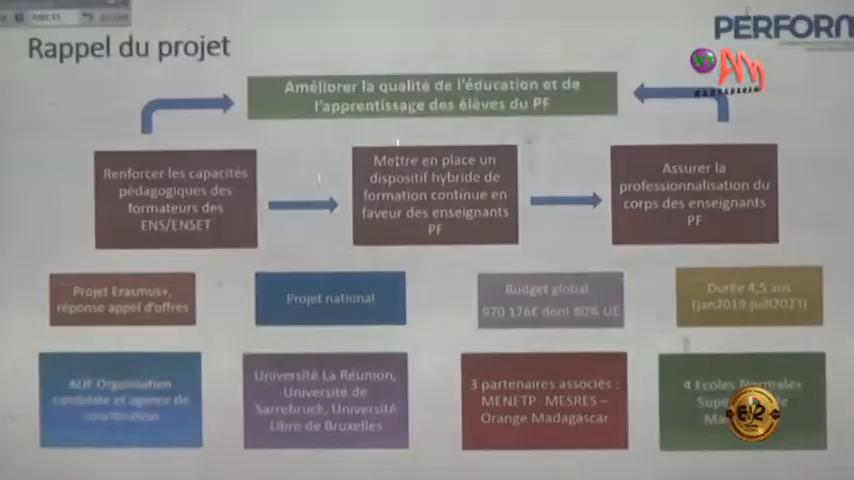 PERFORM
Rappel du projet
Améliorer la qualité de l'éducation et de
l'apprentissage des élèves du PF
Renforcer les capacités
pédagogiques des
formateurs des
ENS/ENSET
Mettre en place un
dispositif hybride de
formation continue en
faveur des enseignants
PF
Assurer la
professionnalisation du
corps des enseignants
PF
Projet Erasmus+,
réponse appel d'offres
Projet national
Budget global
970 176€ dont 80% UE
Durée 4,5 ans
(jan2019-juill2023)
AUF Organisation
candidate et agence de
coordination
Université La Réunion,
Université de
Sarrebruck, Université
Libre de Bruxelles
3 partenaires associés :
MENETP- MESRES –
Orange Madagascar
4 Ecoles Normales
62